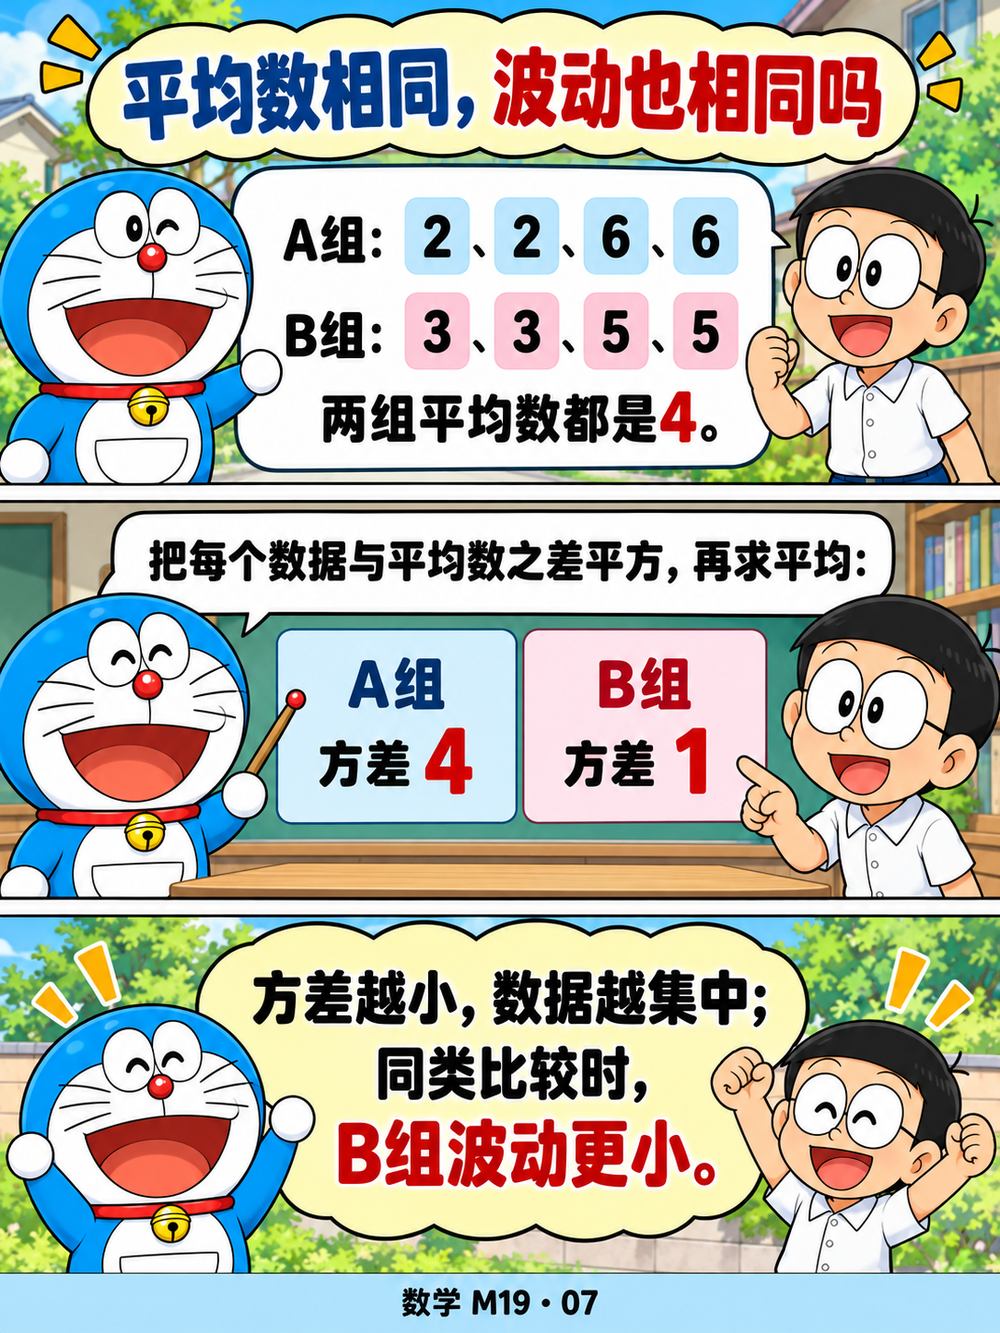 平均数相同，波动也相同吗
A组：2、2、6、6
B组：3、3、5、5
两组平均数都是4。
把每个数据与平均数之差平方，再求平均：
A组
方差4
B组
方差1
方差越小，数据越集中；
同类比较时，
B组波动更小。
数学 M19·07